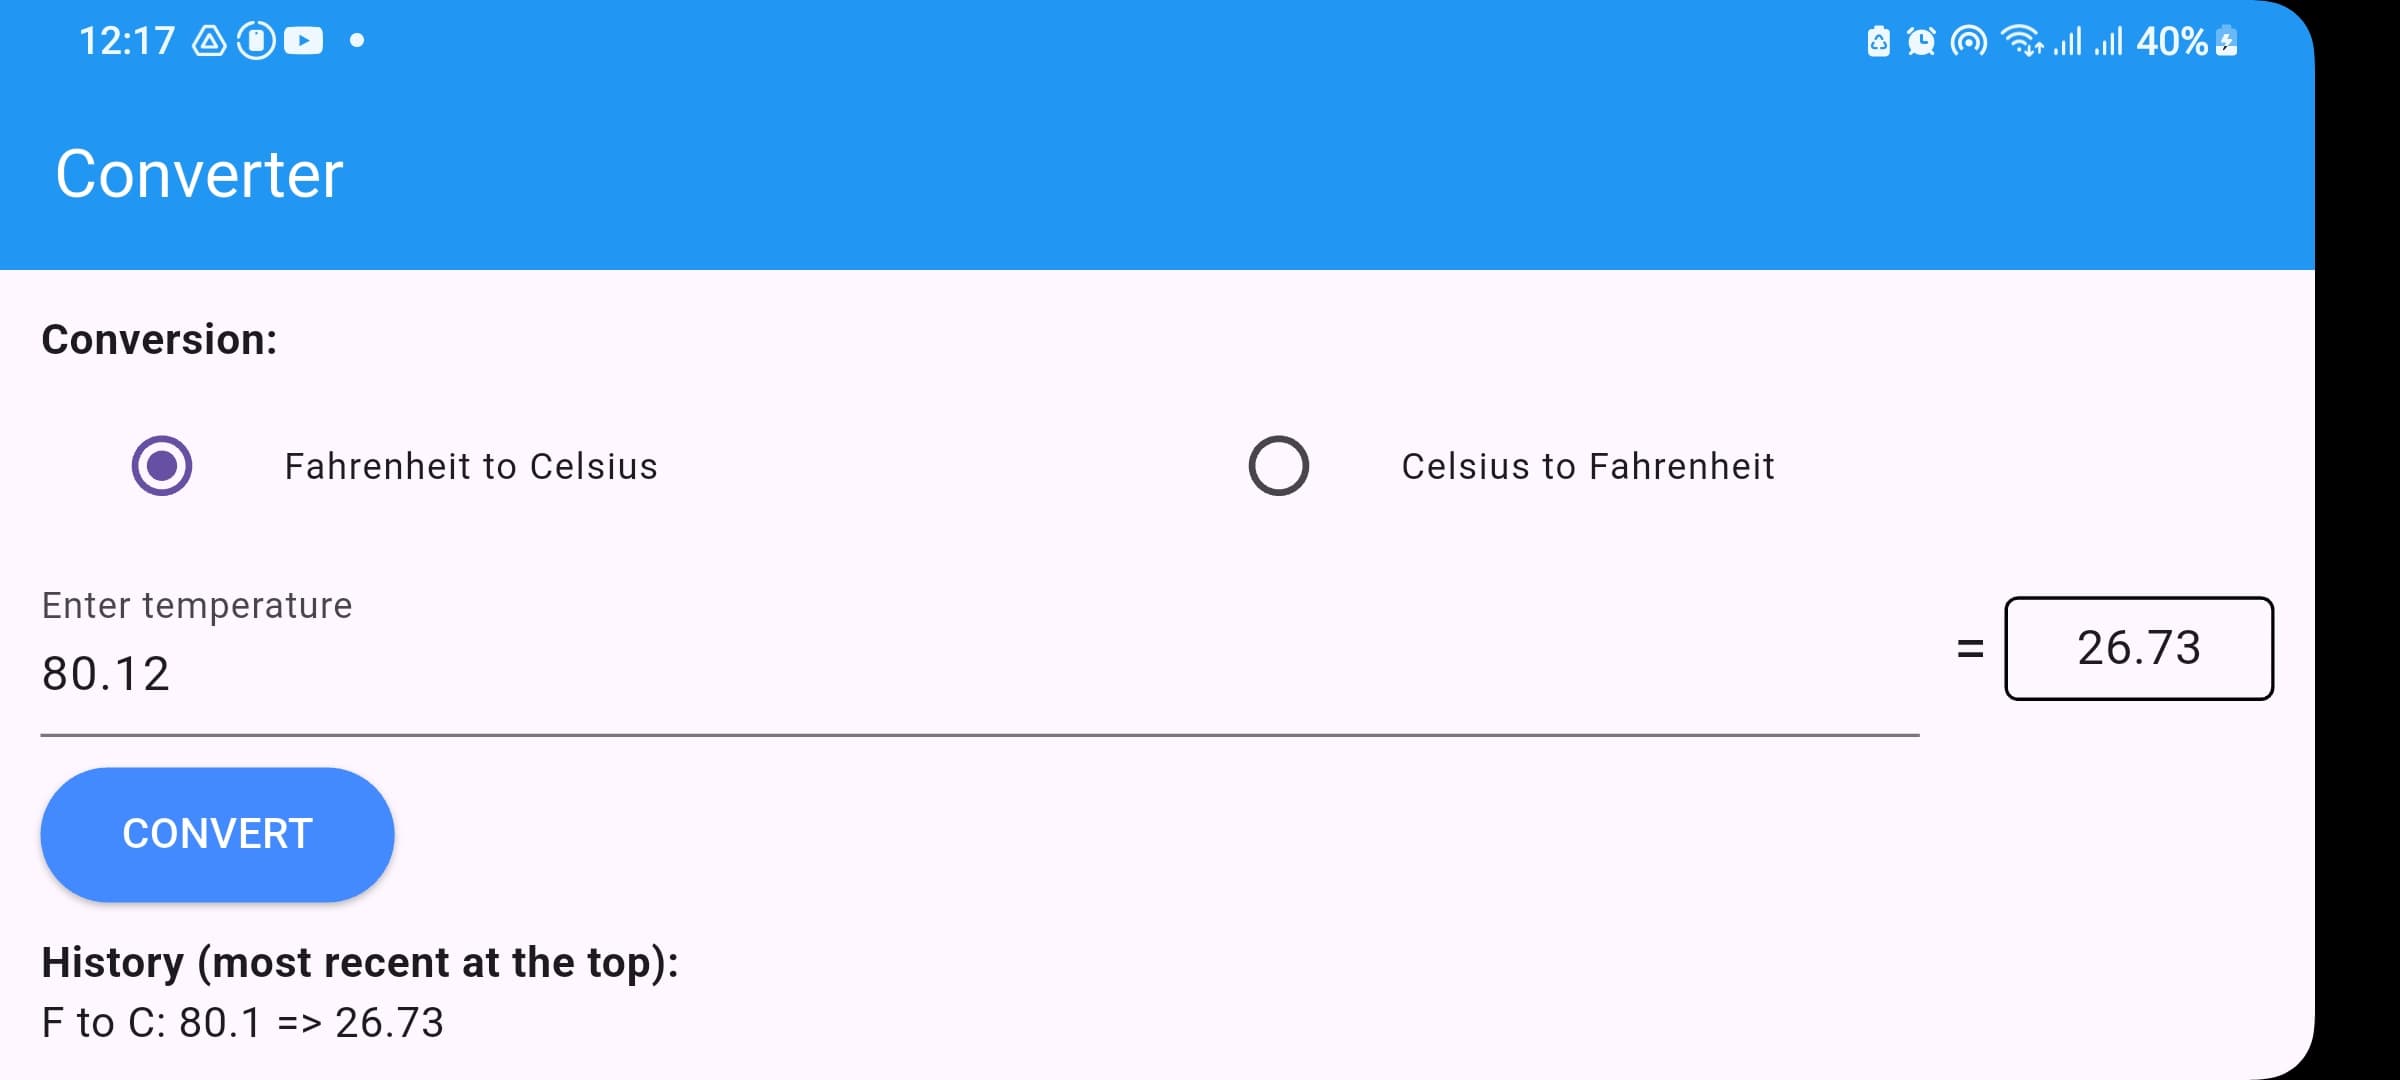 12:17 40%
Converter
Conversion:
Fahrenheit to Celsius Celsius to Fahrenheit
Enter temperature
80.12 = 26.73
CONVERT
History (most recent at the top):
F to C: 80.1 => 26.73